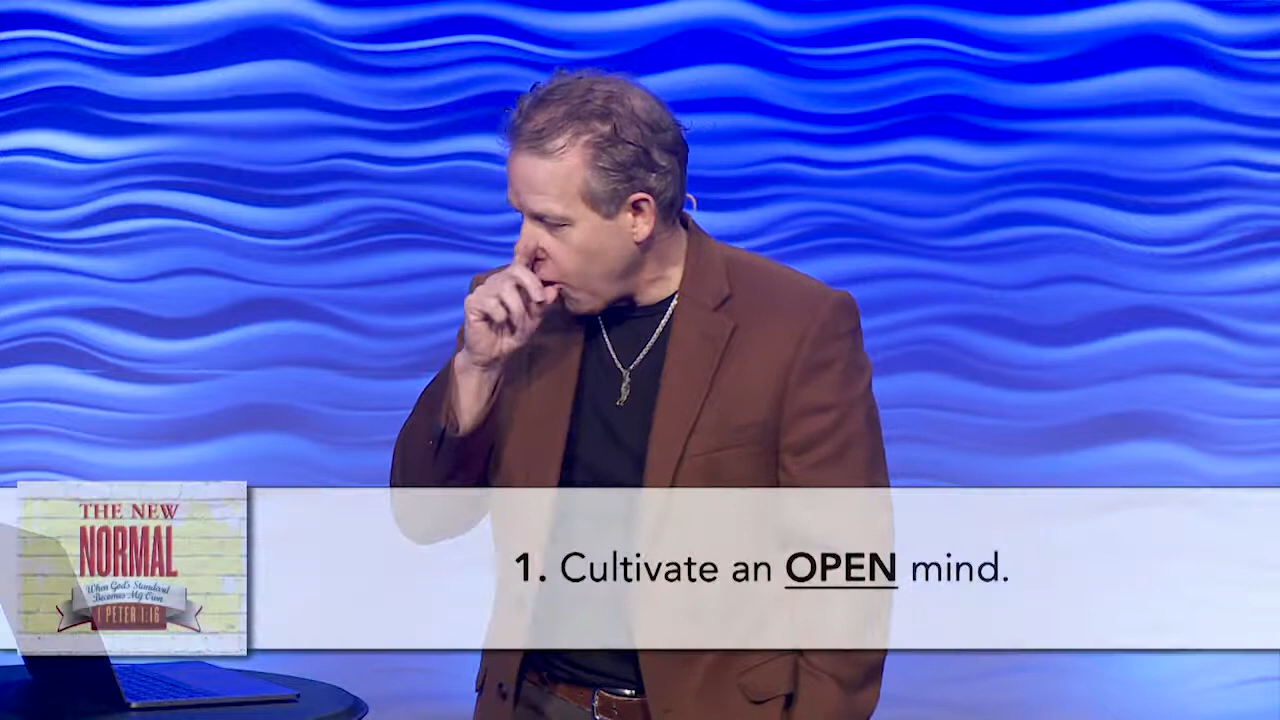 THE NEW
NORMAL
When God's Standard
Becomes My Own
1 PETER 1:16
1. Cultivate an OPEN mind.